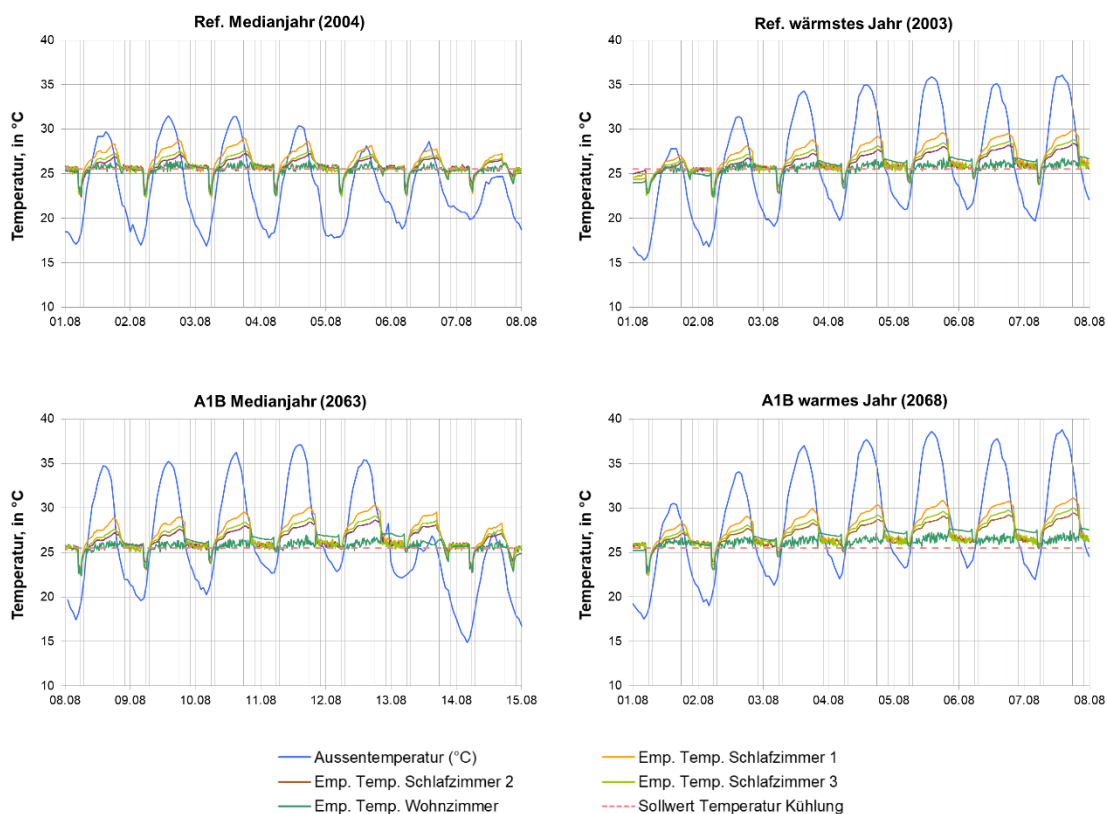 Ref. Medianjahr (2004)
Temperatur, in °C
40
35
30
25
20
15
10
01.08 02.08 03.08 04.08 05.08 06.08 07.08 08.08
Ref. wärmstes Jahr (2003)
Temperatur, in °C
40
35
30
25
20
15
10
01.08 02.08 03.08 04.08 05.08 06.08 07.08 08.08
A1B Medianjahr (2063)
Temperatur, in °C
40
35
30
25
20
15
10
08.08 09.08 10.08 11.08 12.08 13.08 14.08 15.08
A1B warmes Jahr (2068)
Temperatur, in °C
40
35
30
25
20
15
10
01.08 02.08 03.08 04.08 05.08 06.08 07.08 08.08
Aussentemperatur (°C)
Emp. Temp. Schlafzimmer 1
Emp. Temp. Schlafzimmer 2
Emp. Temp. Schlafzimmer 3
Emp. Temp. Wohnzimmer
Sollwert Temperatur Kühlung